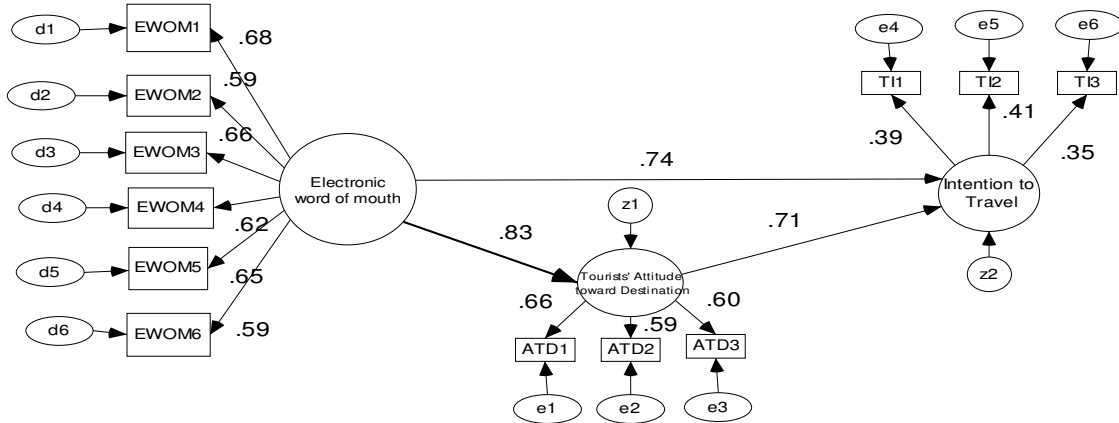 d1
EWOM1
.68
d2
EWOM2
.59
d3
EWOM3
.66
d4
EWOM4
.62
d5
EWOM5
.65
d6
EWOM6
.59
Electronic
word of mouth
.74
.83
z1
Tourists' Attitude
toward Destination
.71
.66
.59
.60
ATD1
ATD2
ATD3
e1
e2
e3
e4
e5
e6
TI1
TI2
TI3
.39
.41
.35
Intention to
Travel
z2